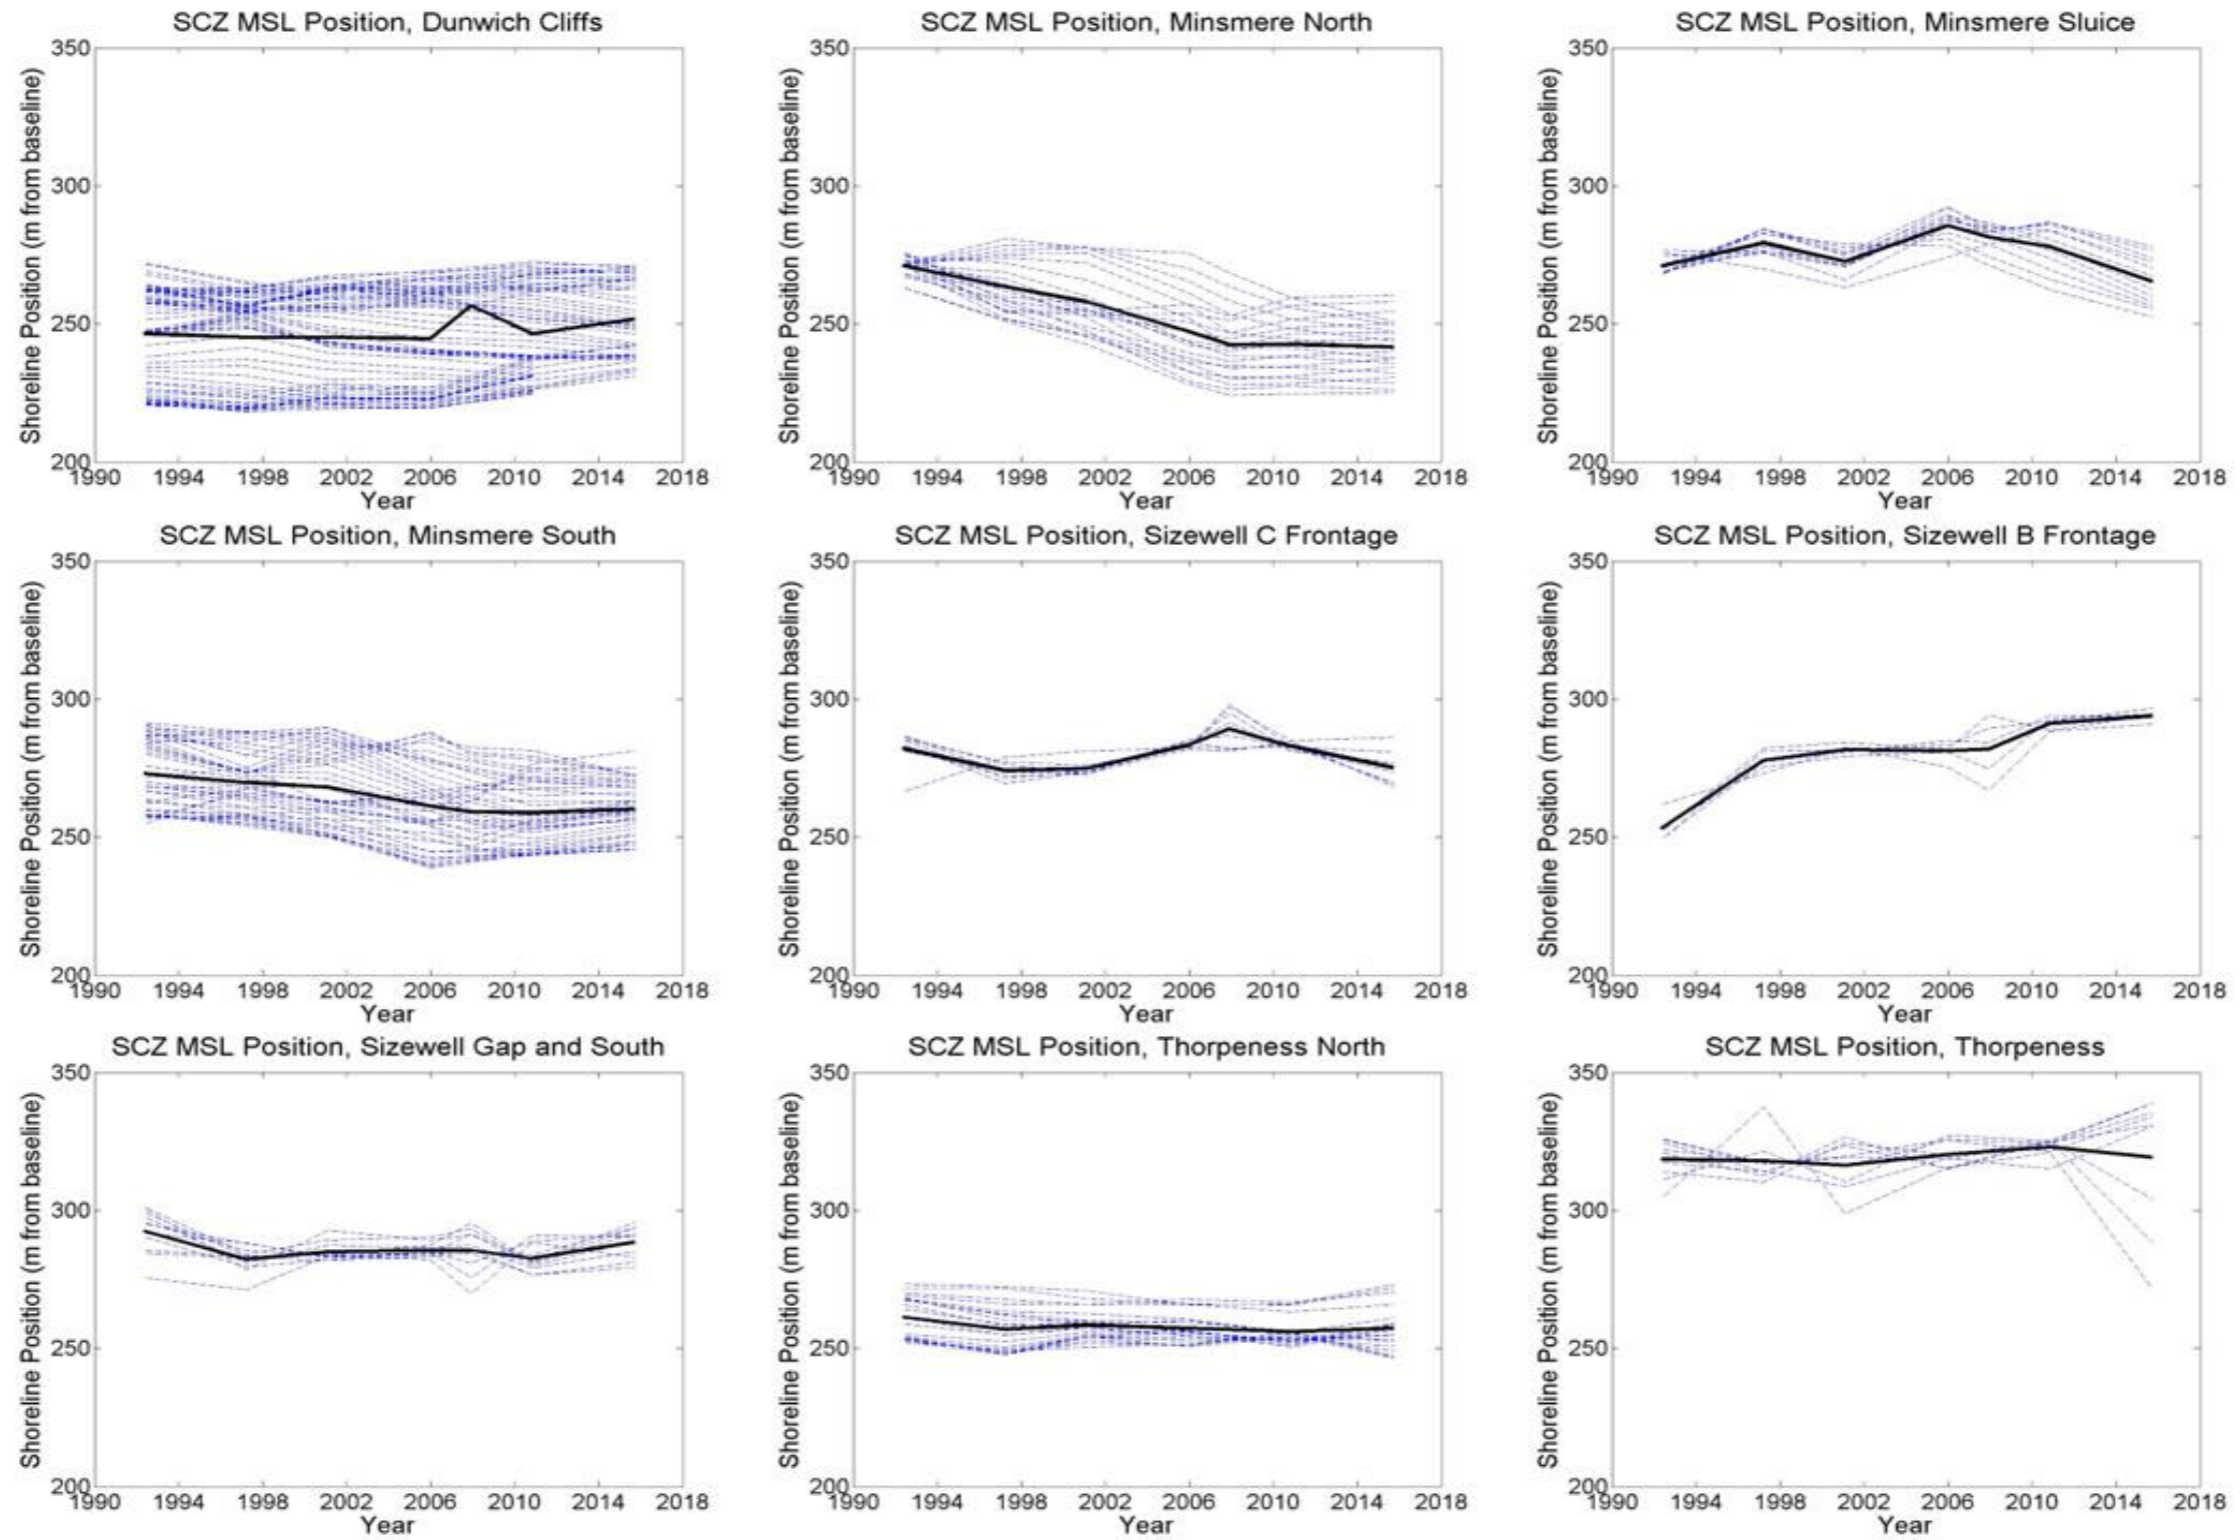 SCZ MSL Position, Dunwich Cliffs
350
300
250
200
Shoreline Position (m from baseline)
1990 1994 1998 2002 2006 2010 2014 2018
Year
SCZ MSL Position, Minsmere North
350
300
250
200
Shoreline Position (m from baseline)
1990 1994 1998 2002 2006 2010 2014 2018
Year
SCZ MSL Position, Minsmere Sluice
350
300
250
200
Shoreline Position (m from baseline)
1990 1994 1998 2002 2006 2010 2014 2018
Year
SCZ MSL Position, Minsmere South
350
300
250
200
Shoreline Position (m from baseline)
1990 1994 1998 2002 2006 2010 2014 2018
Year
SCZ MSL Position, Sizewell C Frontage
350
300
250
200
Shoreline Position (m from baseline)
1990 1994 1998 2002 2006 2010 2014 2018
Year
SCZ MSL Position, Sizewell B Frontage
350
300
250
200
Shoreline Position (m from baseline)
1990 1994 1998 2002 2006 2010 2014 2018
Year
SCZ MSL Position, Sizewell Gap and South
350
300
250
200
Shoreline Position (m from baseline)
1990 1994 1998 2002 2006 2010 2014 2018
Year
SCZ MSL Position, Thorpeness North
350
300
250
200
Shoreline Position (m from baseline)
1990 1994 1998 2002 2006 2010 2014 2018
Year
SCZ MSL Position, Thorpeness
350
300
250
200
Shoreline Position (m from baseline)
1990 1994 1998 2002 2006 2010 2014 2018
Year